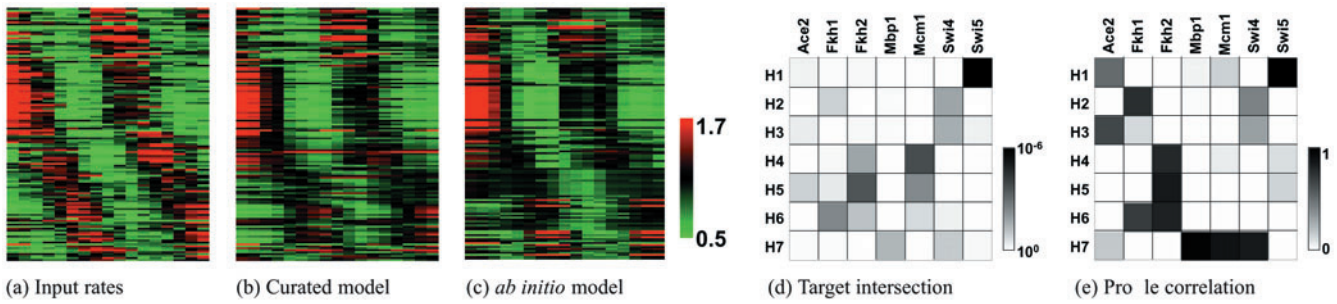 1.7
0.5
Ace2 Fkh1 Fkh2 Mbp1 Mcm1 Swi4 Swi5
H1
H2
H3
H4
H5
H6
H7
10-6
100
Ace2 Fkh1 Fkh2 Mbp1 Mcm1 Swi4 Swi5
H1
H2
H3
H4
H5
H6
H7
1
0
(a) Input rates
(b) Curated model
(c) ab initio model
(d) Target intersection
(e) Pro le correlation